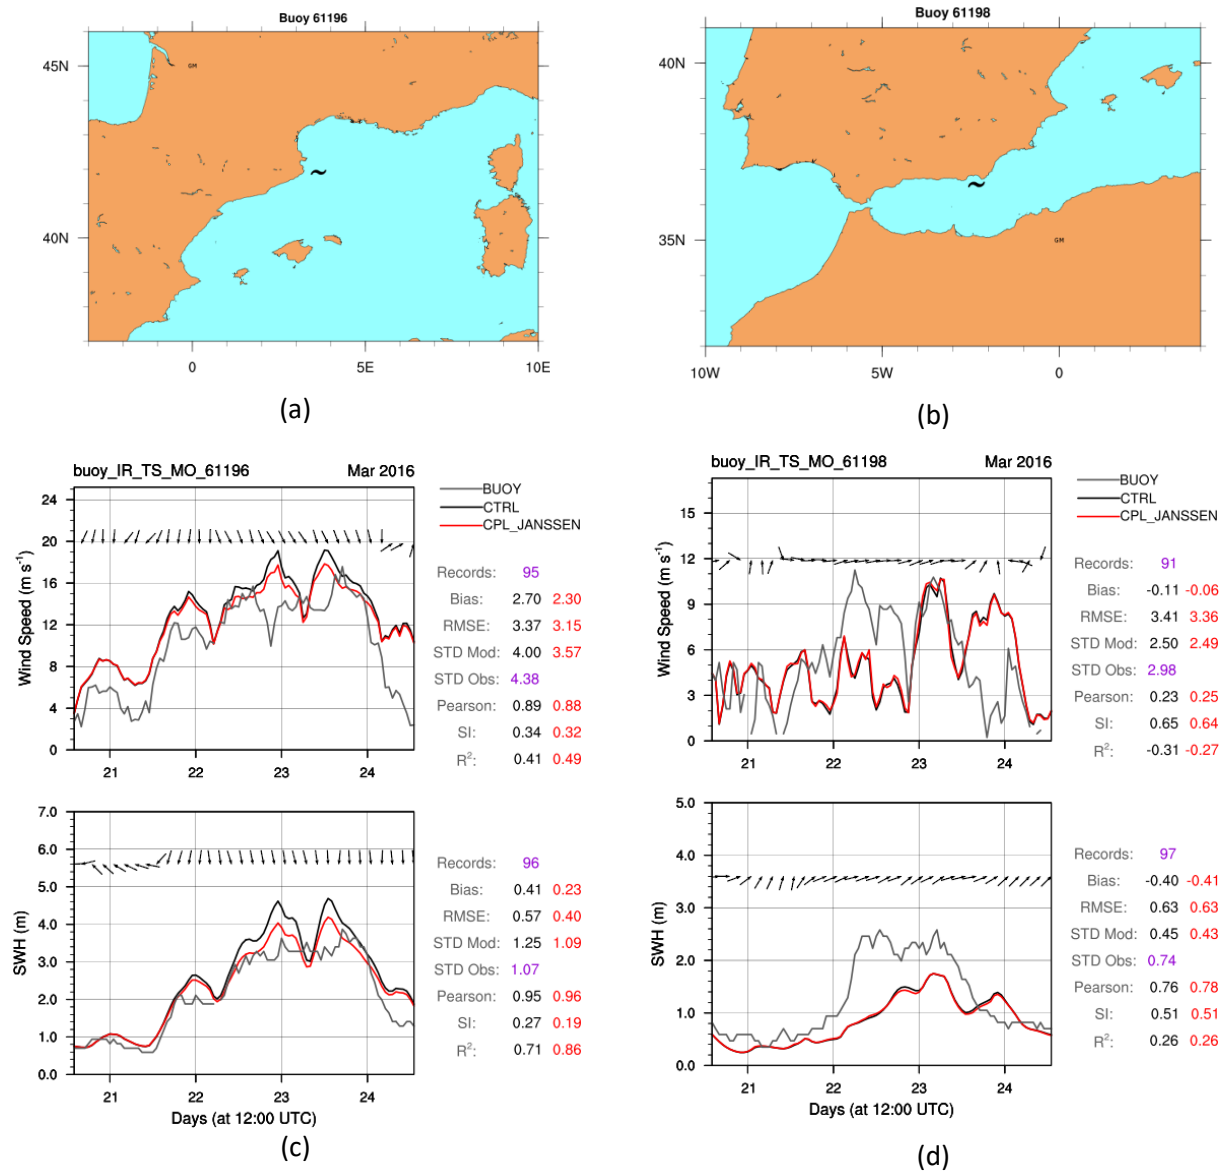 Buoy 61196
45N
40N
GM
0
5E
10E
(a)
Buoy 61198
40N
35N
GM
10W
5W
0
(b)
buoy_IR_TS_MO_61196 Mar 2016
Wind Speed (m s-1)
24
20
16
12
8
4
0
21 22 23 24
BUOY
CTRL
CPL_JANSSEN
Records: 95
Bias: 2.70 2.30
RMSE: 3.37 3.15
STD Mod: 4.00 3.57
STD Obs: 4.38
Pearson: 0.89 0.88
SI: 0.34 0.32
R2: 0.41 0.49
SWH (m)
7.0
6.0
5.0
4.0
3.0
2.0
1.0
0.0
21 22 23 24
Days (at 12:00 UTC)
Records: 96
Bias: 0.41 0.23
RMSE: 0.57 0.40
STD Mod: 1.25 1.09
STD Obs: 1.07
Pearson: 0.95 0.96
SI: 0.27 0.19
R2: 0.71 0.86
(c)
buoy_IR_TS_MO_61198 Mar 2016
Wind Speed (m s-1)
15
12
9
6
3
0
21 22 23 24
BUOY
CTRL
CPL_JANSSEN
Records: 91
Bias: -0.11 -0.06
RMSE: 3.41 3.36
STD Mod: 2.50 2.49
STD Obs: 2.98
Pearson: 0.23 0.25
SI: 0.65 0.64
R2: -0.31 -0.27
SWH (m)
5.0
4.0
3.0
2.0
1.0
0.0
21 22 23 24
Days (at 12:00 UTC)
Records: 97
Bias: -0.40 -0.41
RMSE: 0.63 0.63
STD Mod: 0.45 0.43
STD Obs: 0.74
Pearson: 0.76 0.78
SI: 0.51 0.51
R2: 0.26 0.26
(d)